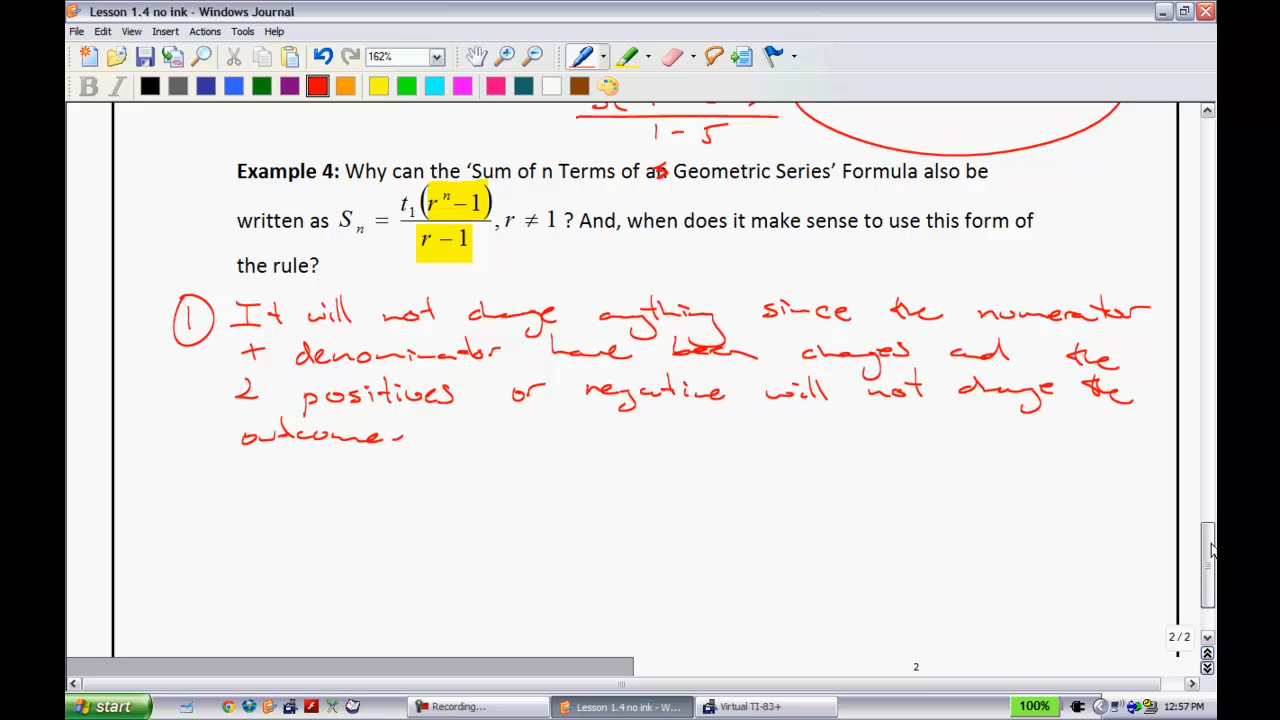 Lesson 1.4 no ink - Windows Journal
File Edit View Insert Actions Tools Help
162%
B I
1 - 5
Example 4: Why can the ‘Sum of n Terms of a Geometric Series’ Formula also be
written as S_n = t_1(r^n − 1) / (r − 1), r ≠ 1 ? And, when does it make sense to use this form of
the rule?
① It will not change anything since the numerator
+ denominator have been changes and the
2 positives or negative will not change the
outcome.
2 / 2
2
start Recording... Lesson 1.4 no ink - W... Virtual TI-83+ 100% 12:57 PM